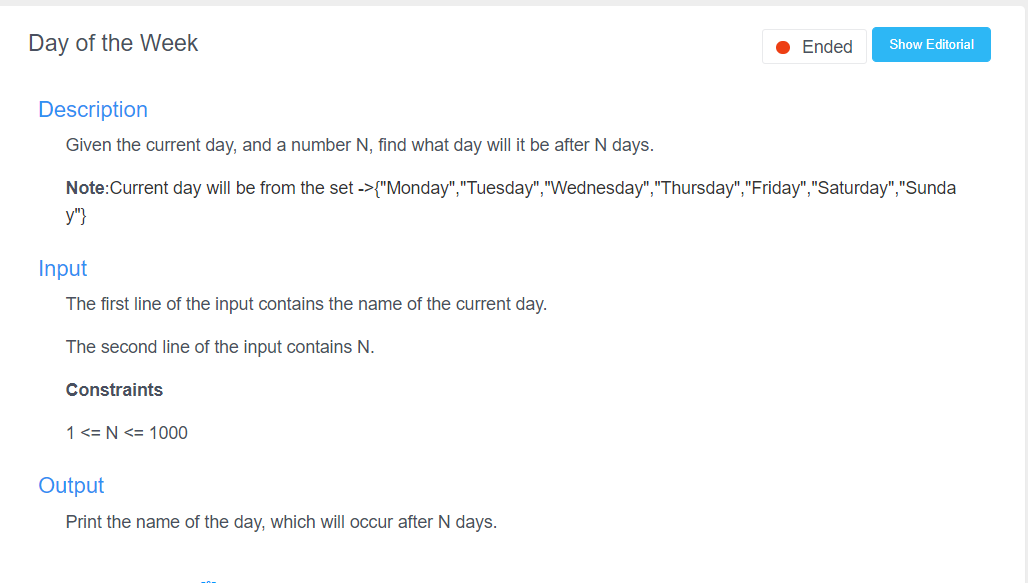 Day of the Week
Ended
Show Editorial
Description
Given the current day, and a number N, find what day will it be after N days.
Note:Current day will be from the set ->{"Monday","Tuesday","Wednesday","Thursday","Friday","Saturday","Sunda
y"}
Input
The first line of the input contains the name of the current day.
The second line of the input contains N.
Constraints
1 <= N <= 1000
Output
Print the name of the day, which will occur after N days.